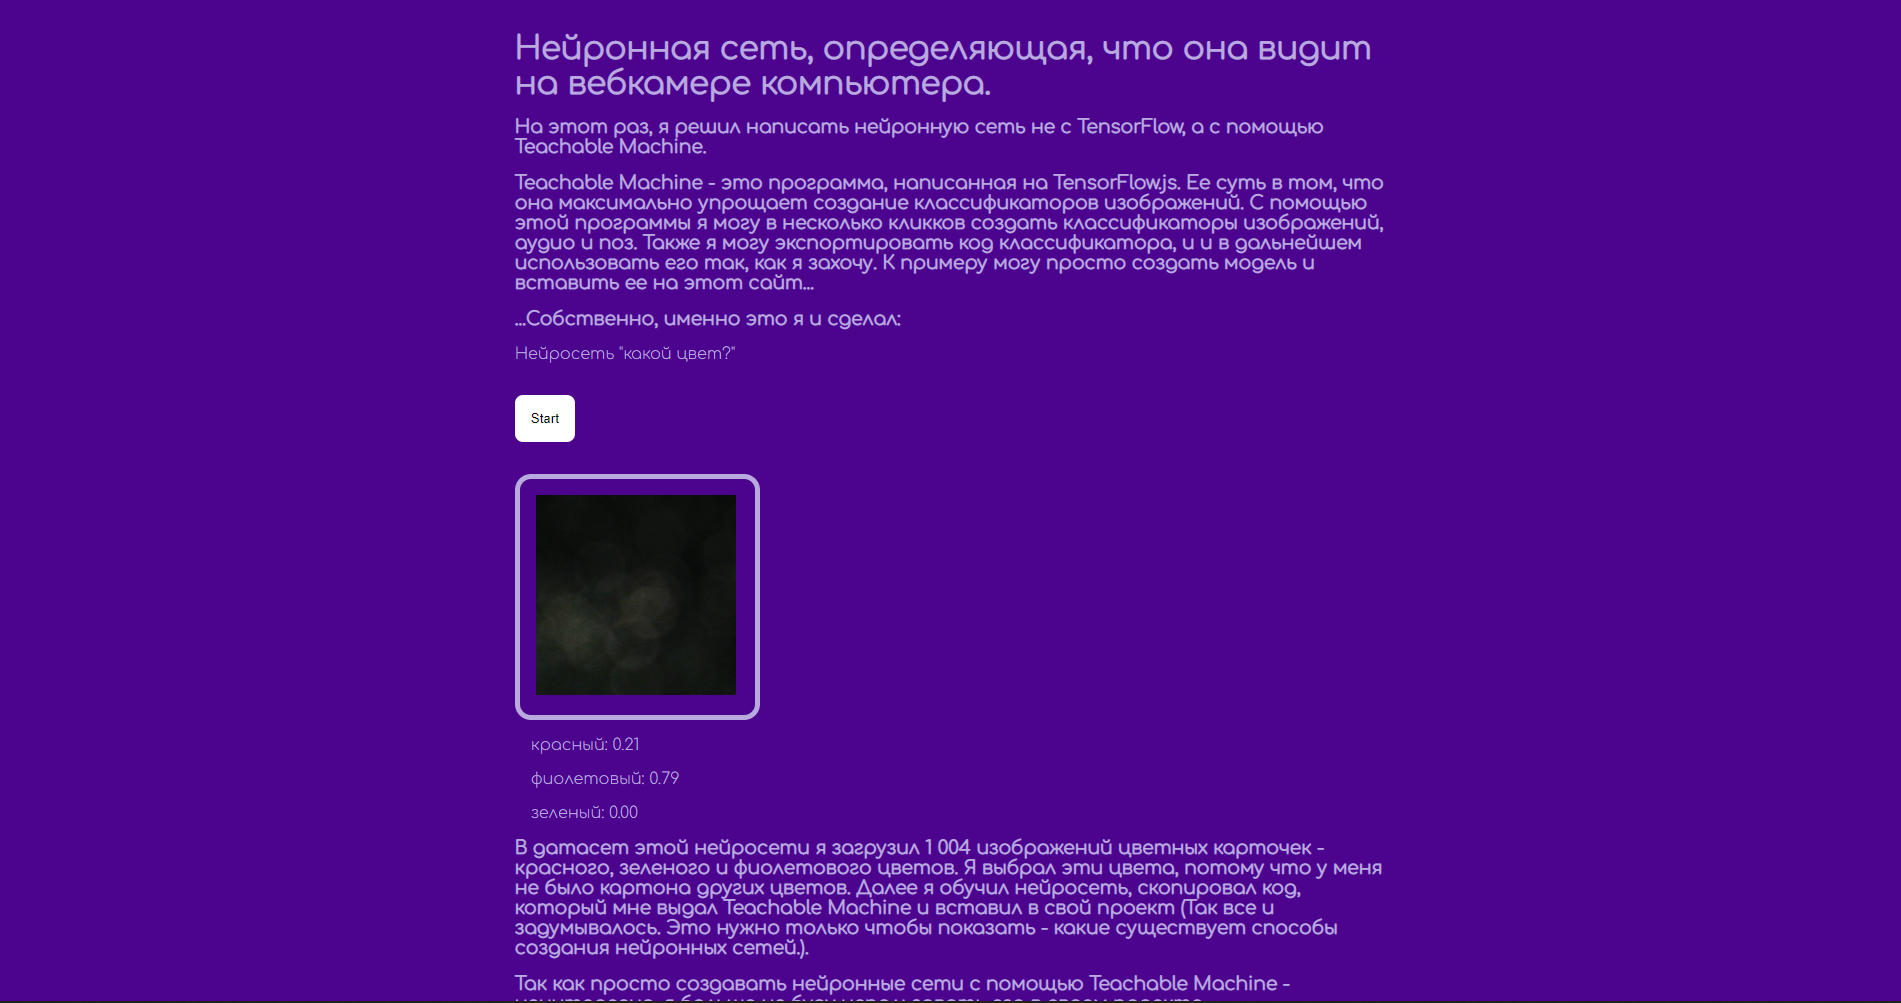 Нейронная сеть, определяющая, что она видит
на вебкамере компьютера.
На этот раз, я решил написать нейронную сеть не с TensorFlow, а с помощью
Teachable Machine.
Teachable Machine - это программа, написанная на TensorFlow.js. Ее суть в том, что
она максимально упрощает создание классификаторов изображений. С помощью
этой программы я могу в несколько кликков создать классификаторы изображений,
аудио и поз. Также я могу экспортировать код классификатора, и и в дальнейшем
использовать его так, как я захочу. К примеру могу просто создать модель и
вставить ее на этот сайт...
...Собственно, именно это я и сделал:
Нейросеть "какой цвет?"
Start
красный: 0.21
фиолетовый: 0.79
зеленый: 0.00
В датасет этой нейросети я загрузил 1 004 изображений цветных карточек -
красного, зеленого и фиолетового цветов. Я выбрал эти цвета, потому что у меня
не было картона других цветов. Далее я обучил нейросеть, скопировал код,
который мне выдал Teachable Machine и вставил в свой проект (Так все и
задумывалось. Это нужно только чтобы показать - какие существует способы
создания нейронных сетей.).
Так как просто создавать нейронные сети с помощью Teachable Machine -